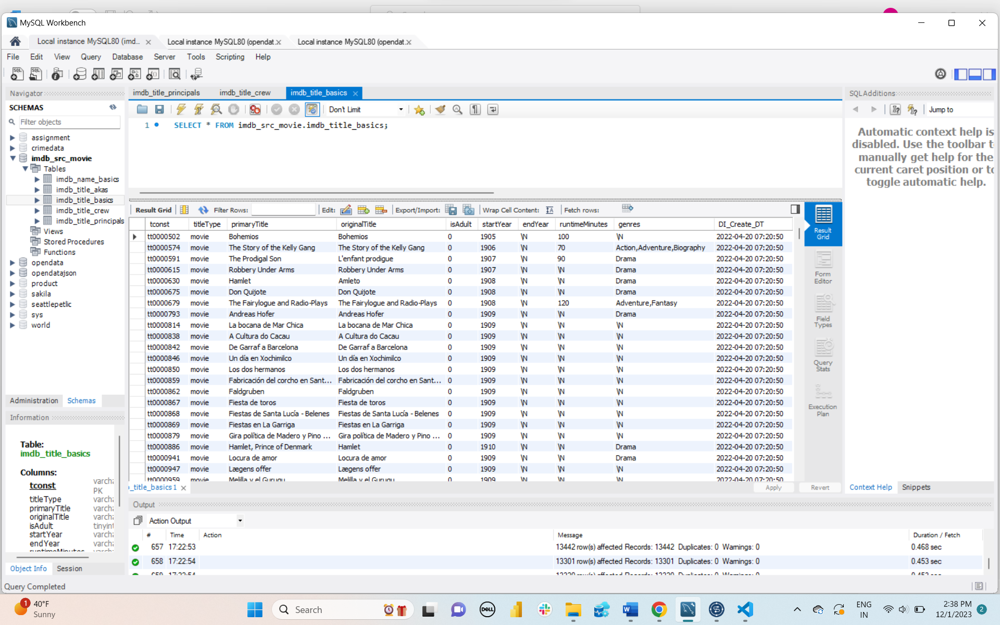 MySQL Workbench
Local instance MySQL80 (imd...
Local instance MySQL80 (opendat...
Local instance MySQL80 (opendat...
File Edit View Query Database Server Tools Scripting Help
Navigator
SCHEMAS
Filter objects
assignment
crimedata
imdb_src_movie
Tables
imdb_name_basics
imdb_title_akas
imdb_title_basics
imdb_title_crew
imdb_title_principals
Views
Stored Procedures
Functions
opendata
opendatajson
product
sakila
seattlepetlic
sys
world
Administration Schemas
Information
Table:
imdb_title_basics
Columns:
tconst varcha
PK
titleType varcha
primaryTitle varcha
originalTitle varcha
isAdult tinyint
startYear varcha
endYear varcha
runtimeMinutes varcha
Object Info Session
imdb_title_principals imdb_title_crew imdb_title_basics
Don't Limit
1 SELECT * FROM imdb_src_movie.imdb_title_basics;
Result Grid Filter Rows: Edit: Export/Import: Wrap Cell Content: Fetch rows:
tconst titleType primaryTitle originalTitle isAdult startYear endYear runtimeMinutes genres DI_Create_DT
tt0000502 movie Bohemios Bohemios 0 1905 \N 100 \N 2022-04-20 07:20:50
tt0000574 movie The Story of the Kelly Gang The Story of the Kelly Gang 0 1906 \N 70 Action,Adventure,Biography 2022-04-20 07:20:50
tt0000591 movie The Prodigal Son L'enfant prodigue 0 1907 \N 90 Drama 2022-04-20 07:20:50
tt0000615 movie Robbery Under Arms Robbery Under Arms 0 1907 \N \N Drama 2022-04-20 07:20:50
tt0000630 movie Hamlet Amleto 0 1908 \N \N Drama 2022-04-20 07:20:50
tt0000675 movie Don Quijote Don Quijote 0 1908 \N \N Drama 2022-04-20 07:20:50
tt0000679 movie The Fairylogue and Radio-Plays The Fairylogue and Radio-Plays 0 1908 \N 120 Adventure,Fantasy 2022-04-20 07:20:50
tt0000793 movie Andreas Hofer Andreas Hofer 0 1909 \N \N Drama 2022-04-20 07:20:50
tt0000814 movie La bocana de Mar Chica La bocana de Mar Chica 0 1909 \N \N \N 2022-04-20 07:20:50
tt0000838 movie A Cultura do Cacau A Cultura do Cacau 0 1909 \N \N \N 2022-04-20 07:20:50
tt0000842 movie De Garraf a Barcelona De Garraf a Barcelona 0 1909 \N \N \N 2022-04-20 07:20:50
tt0000846 movie Un día en Xochimilco Un día en Xochimilco 0 1909 \N \N \N 2022-04-20 07:20:50
tt0000850 movie Los dos hermanos Los dos hermanos 0 1909 \N \N \N 2022-04-20 07:20:50
tt0000859 movie Fabricación del corcho en Sant... Fabricación del corcho en Sant... 0 1909 \N \N \N 2022-04-20 07:20:50
tt0000862 movie Faldgruben Faldgruben 0 1909 \N \N \N 2022-04-20 07:20:50
tt0000867 movie Fiesta de toros Fiesta de toros 0 1909 \N \N \N 2022-04-20 07:20:50
tt0000868 movie Fiestas de Santa Lucía - Belenes Fiestas de Santa Lucía - Belenes 0 1909 \N \N \N 2022-04-20 07:20:50
tt0000869 movie Fiestas en La Garriga Fiestas en La Garriga 0 1909 \N \N \N 2022-04-20 07:20:50
tt0000879 movie Gira política de Madero y Pino ... Gira política de Madero y Pino ... 0 1909 \N \N \N 2022-04-20 07:20:50
tt0000886 movie Hamlet, Prince of Denmark Hamlet 0 1910 \N \N Drama 2022-04-20 07:20:50
tt0000941 movie Locura de amor Locura de amor 0 1909 \N \N Drama 2022-04-20 07:20:50
tt0000947 movie Lægens offer Lægens offer 0 1909 \N \N \N 2022-04-20 07:20:50
tt0000959 movie Melilla y el Gurugu Melilla y el Gurugu 0 1909 \N \N \N 2022-04-20 07:20:50
_title_basics 1
Apply Revert
Result Grid
Form Editor
Field Types
Query Stats
Execution Plan
SQLAdditions
Jump to
Automatic context help is
disabled. Use the toolbar t
manually get help for the
current caret position or to
toggle automatic help.
Context Help Snippets
Output
Action Output
# Time Action Message Duration / Fetch
657 17:22:53 13442 row(s) affected Records: 13442 Duplicates: 0 Warnings: 0 0.468 sec
658 17:22:54 13301 row(s) affected Records: 13301 Duplicates: 0 Warnings: 0 0.453 sec
Query Completed
1
40°F
Sunny
Search
DELL
ENG
IN
2:38 PM
12/1/2023
2